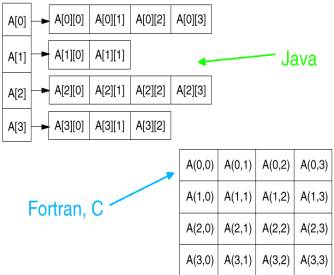 A[0] A[0][0] A[0][1] A[0][2] A[0][3]
A[1] A[1][0] A[1][1]
Java
A[2] A[2][0] A[2][1] A[2][2] A[2][3]
A[3] A[3][0] A[3][1] A[3][2]
A(0,0) A(0,1) A(0,2) A(0,3)
A(1,0) A(1,1) A(1,2) A(1,3)
Fortran, C
A(2,0) A(2,1) A(2,2) A(2,3)
A(3,0) A(3,1) A(3,2) A(3,3)